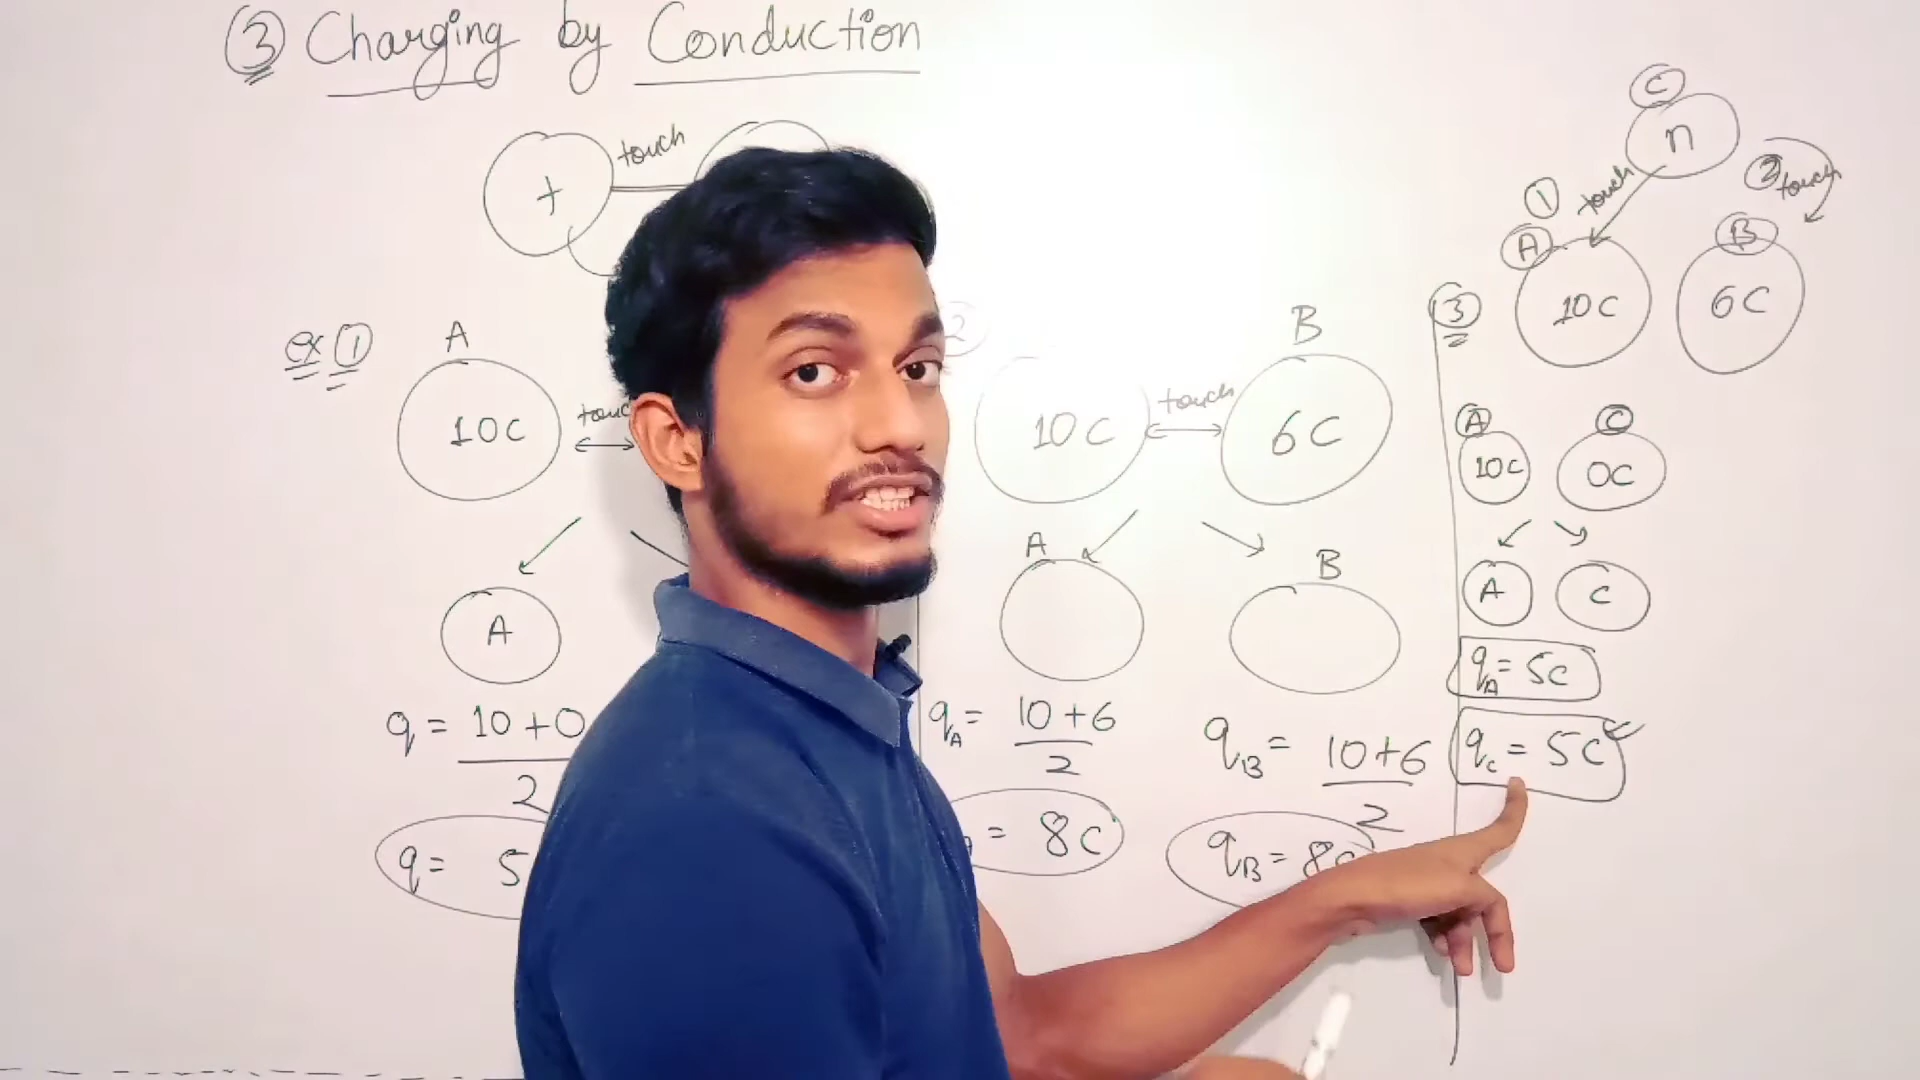 ③ Charging by Conduction
+
touch
ex ①
A
10C
touc
A
q = 10 + 0
2
q = 5
2
10C
touch
B
6C
A
B
qA = 10+6
2
= 8C
qB = 10+6
2
qB = 8C
③
C
n
① touch
② touch
A
10C
B
6C
A
10C
C
0C
A
C
qA = 5C
qc = 5C